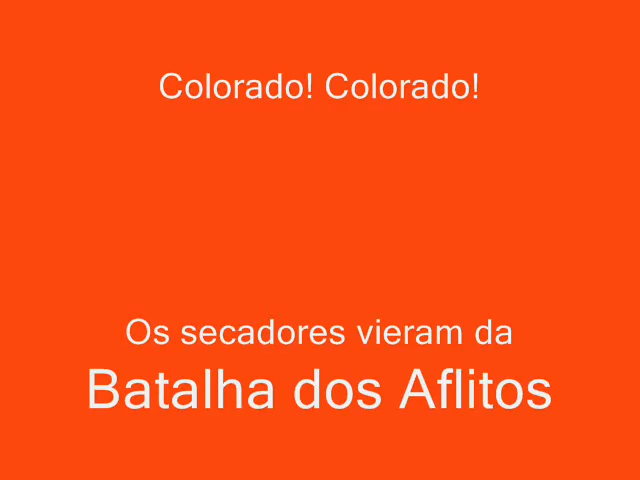 Colorado! Colorado!
Os secadores vieram da
Batalha dos Aflitos